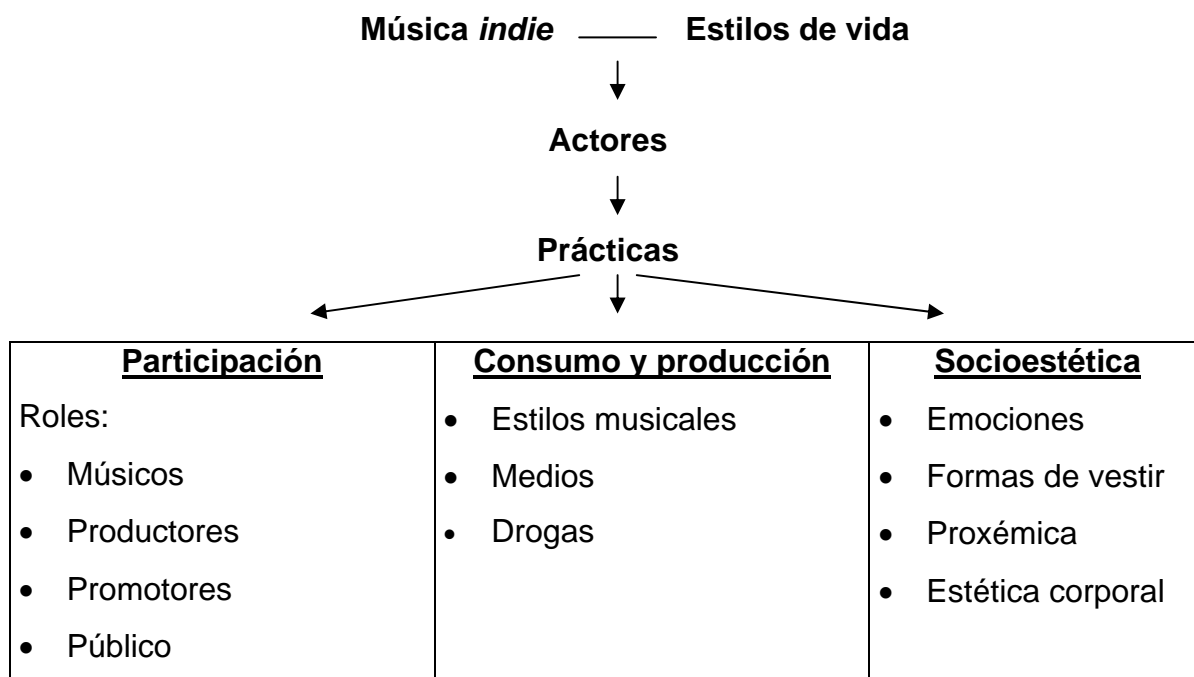 Música indie Estilos de vida
Actores
Prácticas
Participación
Roles:
• Músicos
• Productores
• Promotores
• Público
Consumo y producción
• Estilos musicales
• Medios
• Drogas
Socioestética
• Emociones
• Formas de vestir
• Proxémica
• Estética corporal